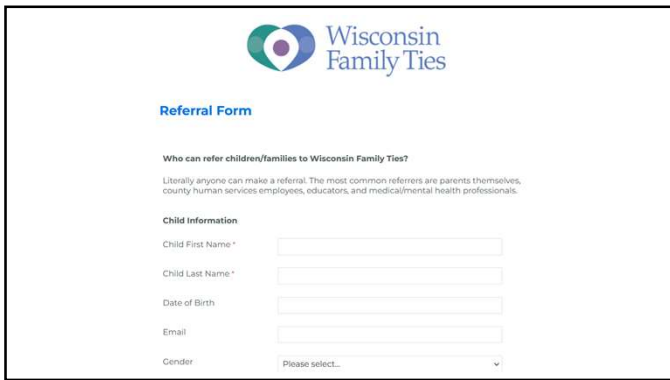 Wisconsin
Family Ties
Referral Form
Who can refer children/families to Wisconsin Family Ties?
Literally anyone can make a referral. The most common referrers are parents themselves,
county human services employees, educators, and medical/mental health professionals.
Child Information
Child First Name *
Child Last Name *
Date of Birth
Email
Gender
Please select...